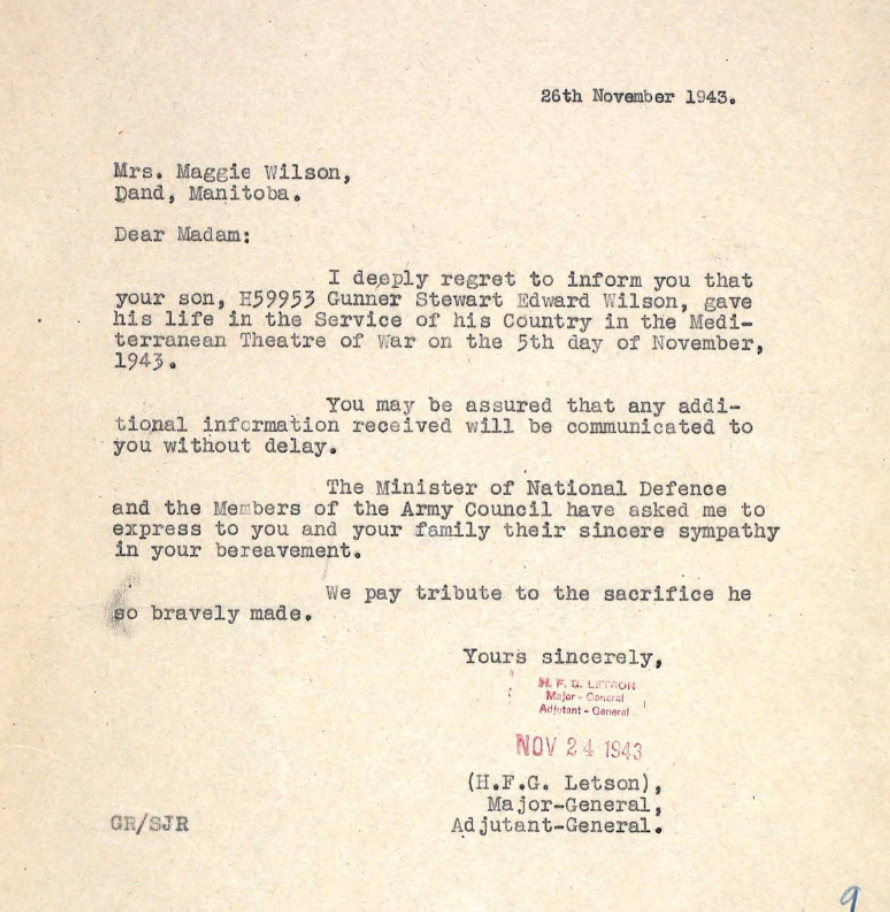 26th November 1943.
Mrs. Maggie Wilson,
Dand, Manitoba.
Dear Madam:
I deeply regret to inform you that
your son, H59953 Gunner Stewart Edward Wilson, gave
his life in the Service of his Country in the Medi-
terranean Theatre of War on the 5th day of November,
1943.
You may be assured that any addi-
tional information received will be communicated to
you without delay.
The Minister of National Defence
and the Members of the Army Council have asked me to
express to you and your family their sincere sympathy
in your bereavement.
We pay tribute to the sacrifice he
so bravely made.
Yours sincerely,
H. F. G. LETSON
Major - General
Adjutant - General
NOV 24 1943
(H.F.G. Letson),
Major-General,
Adjutant-General.
GR/SJR
9